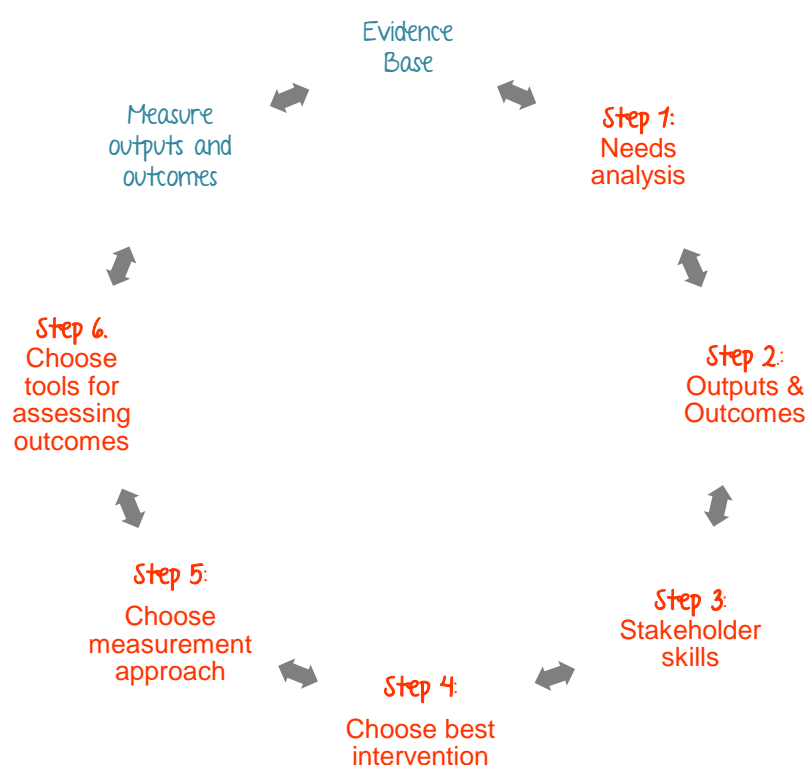 Evidence
Base
Step 1:
Needs
analysis
Step 2:
Outputs &
Outcomes
Step 3:
Stakeholder
skills
Step 4:
Choose best
intervention
Step 5:
Choose
measurement
approach
Step 6.
Choose
tools for
assessing
outcomes
Measure
outputs and
outcomes